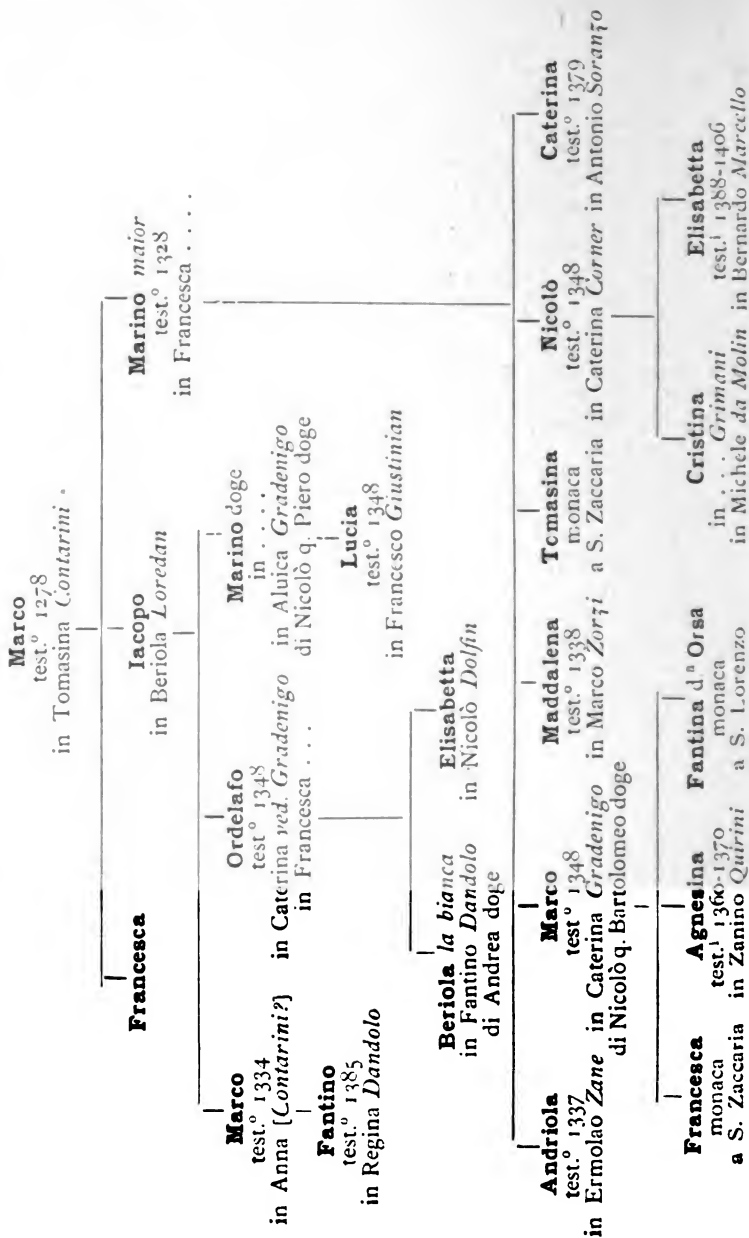 Marco
test.° 1278
in Tomasina Contarini .
Francesca
Iacopo
in Beriola Loredan
Marino maior
test.° 1328
in Francesca . . . .
Marco
test.° 1334
in Anna [Contarini?]
Ordelafo
test.° 1348
in Caterina ved. Gradenigo
in Francesca . . .
Marino doge
in . . . . .
in Aluica Gradenigo
di Nicolò q. Piero doge
Fantino
test.° 1385
in Regina Dandolo
Lucia
test.° 1348
in Francesco Giustinian
Beriola la bianca
in Fantino Dandolo
di Andrea doge
Elisabetta
in Nicolò Dolfin
Andriola
test.° 1337
in Ermolao Zane
Marco
test.° 1348
in Caterina Gradenigo
di Nicolò q. Bartolomeo doge
Maddalena
test.° 1338
in Marco Zorzi
Tomasina
monaca
a S. Zaccaria
Nicolò
test.° 1348
in Caterina Corner
Caterina
test.° 1379
in Antonio Soranzo
Francesca
monaca
a S. Zaccaria
Agnesina
test.i 1360-1370
in Zanino Quirini
Fantina d.a Orsa
monaca
a S. Lorenzo
Cristina
in . . . . Grimani
in Michele da Molin
Elisabetta
test.i 1388-1406
in Bernardo Marcello